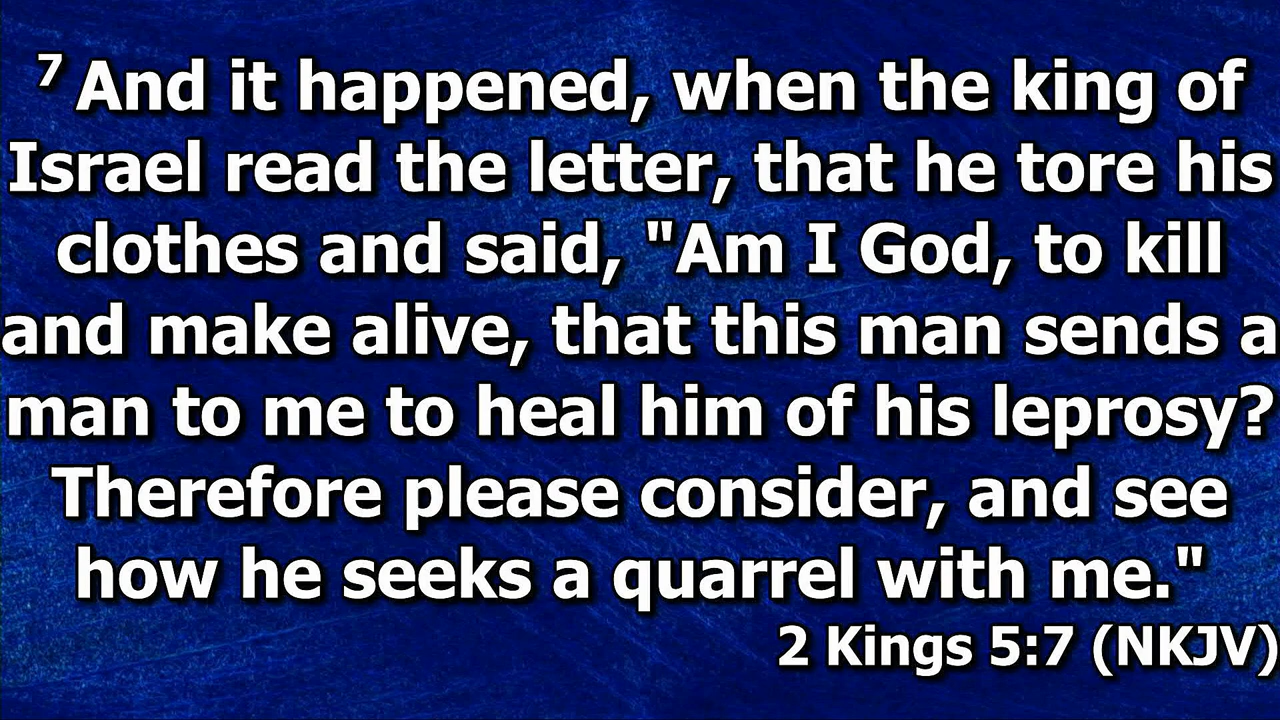 7 And it happened, when the king of
Israel read the letter, that he tore his
clothes and said, "Am I God, to kill
and make alive, that this man sends a
man to me to heal him of his leprosy?
Therefore please consider, and see
how he seeks a quarrel with me."
2 Kings 5:7 (NKJV)